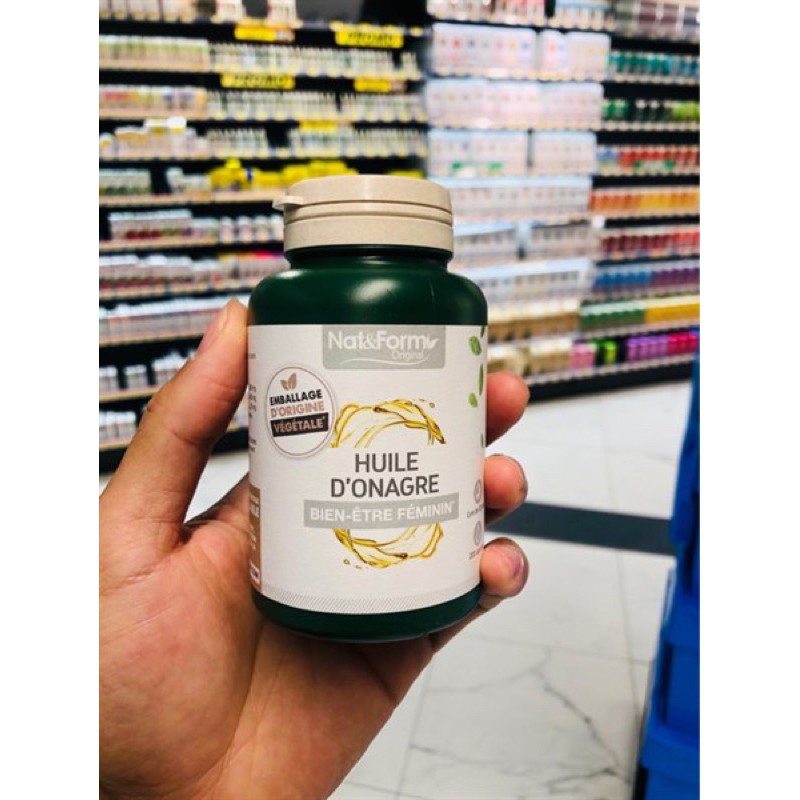 Nat&Form
Original
EMBALLAGE
D'ORIGINE
VÉGÉTALE*
HUILE
D'ONAGRE
BIEN-ÊTRE FÉMININ*